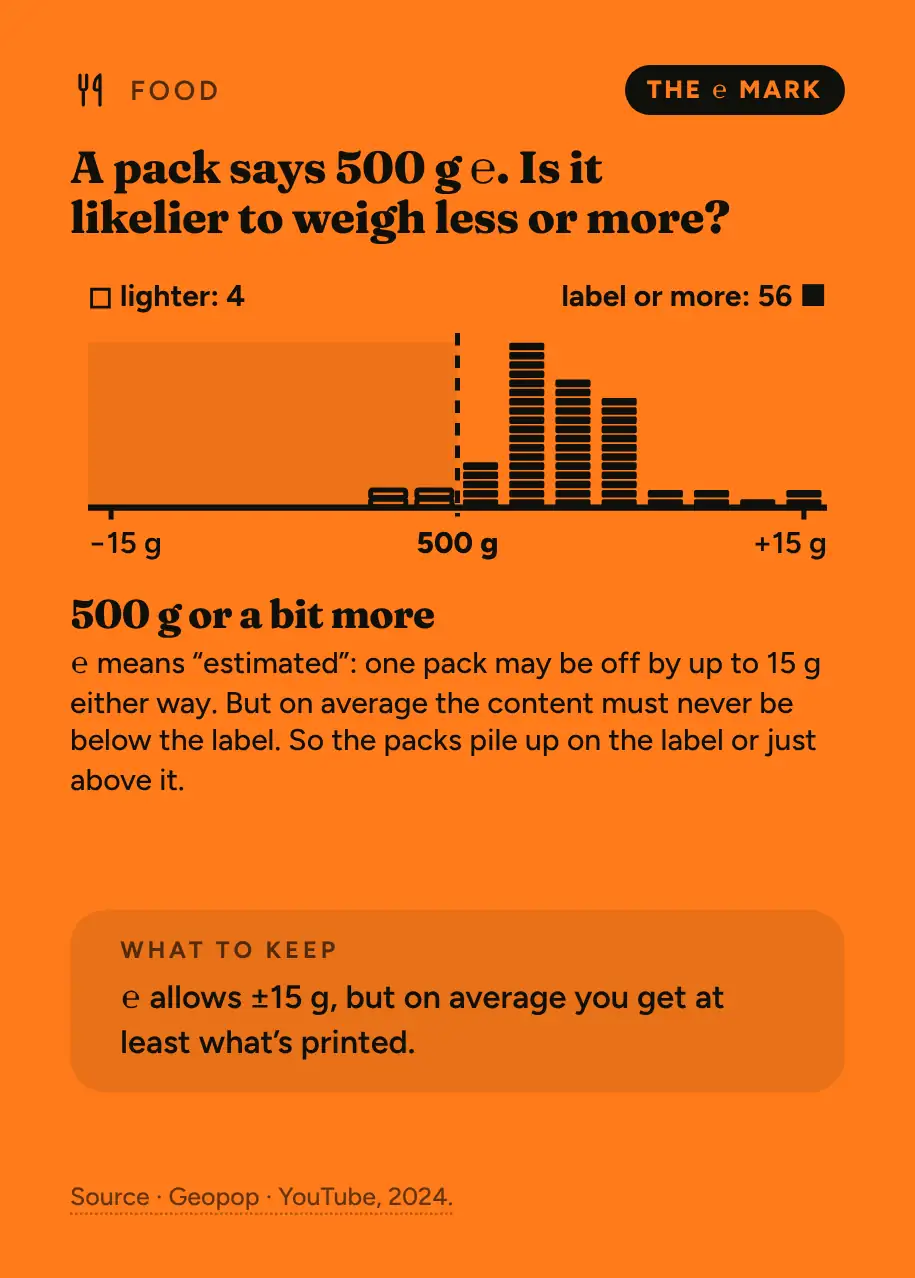 FOOD
THE ℮ MARK
A pack says 500 g ℮. Is it
likelier to weigh less or more?
lighter: 4
label or more: 56
−15 g
500 g
+15 g
500 g or a bit more
℮ means “estimated”: one pack may be off by up to 15 g
either way. But on average the content must never be
below the label. So the packs pile up on the label or just
above it.
WHAT TO KEEP
℮ allows ±15 g, but on average you get at
least what’s printed.
Source · Geopop · YouTube, 2024.